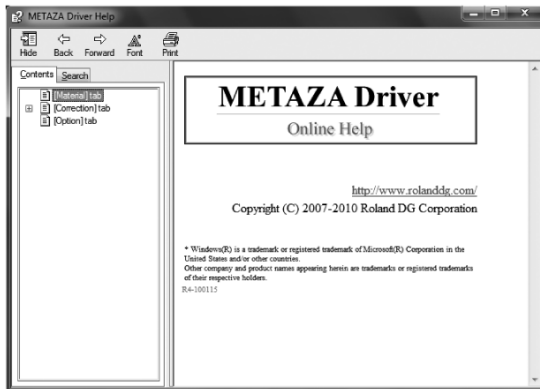 METAZA Driver Help
Hide Back Forward Font Print
Contents Search
[Material] tab
[Correction] tab
[Option] tab
METAZA Driver
Online Help
http://www.rolanddg.com/
Copyright (C) 2007-2010 Roland DG Corporation
* Windows(R) is a trademark or registered trademark of Microsoft(R) Corporation in the
United States and/or other countries.
Other company and product names appearing herein are trademarks or registered trademarks
of their respective holders.
R4-100115